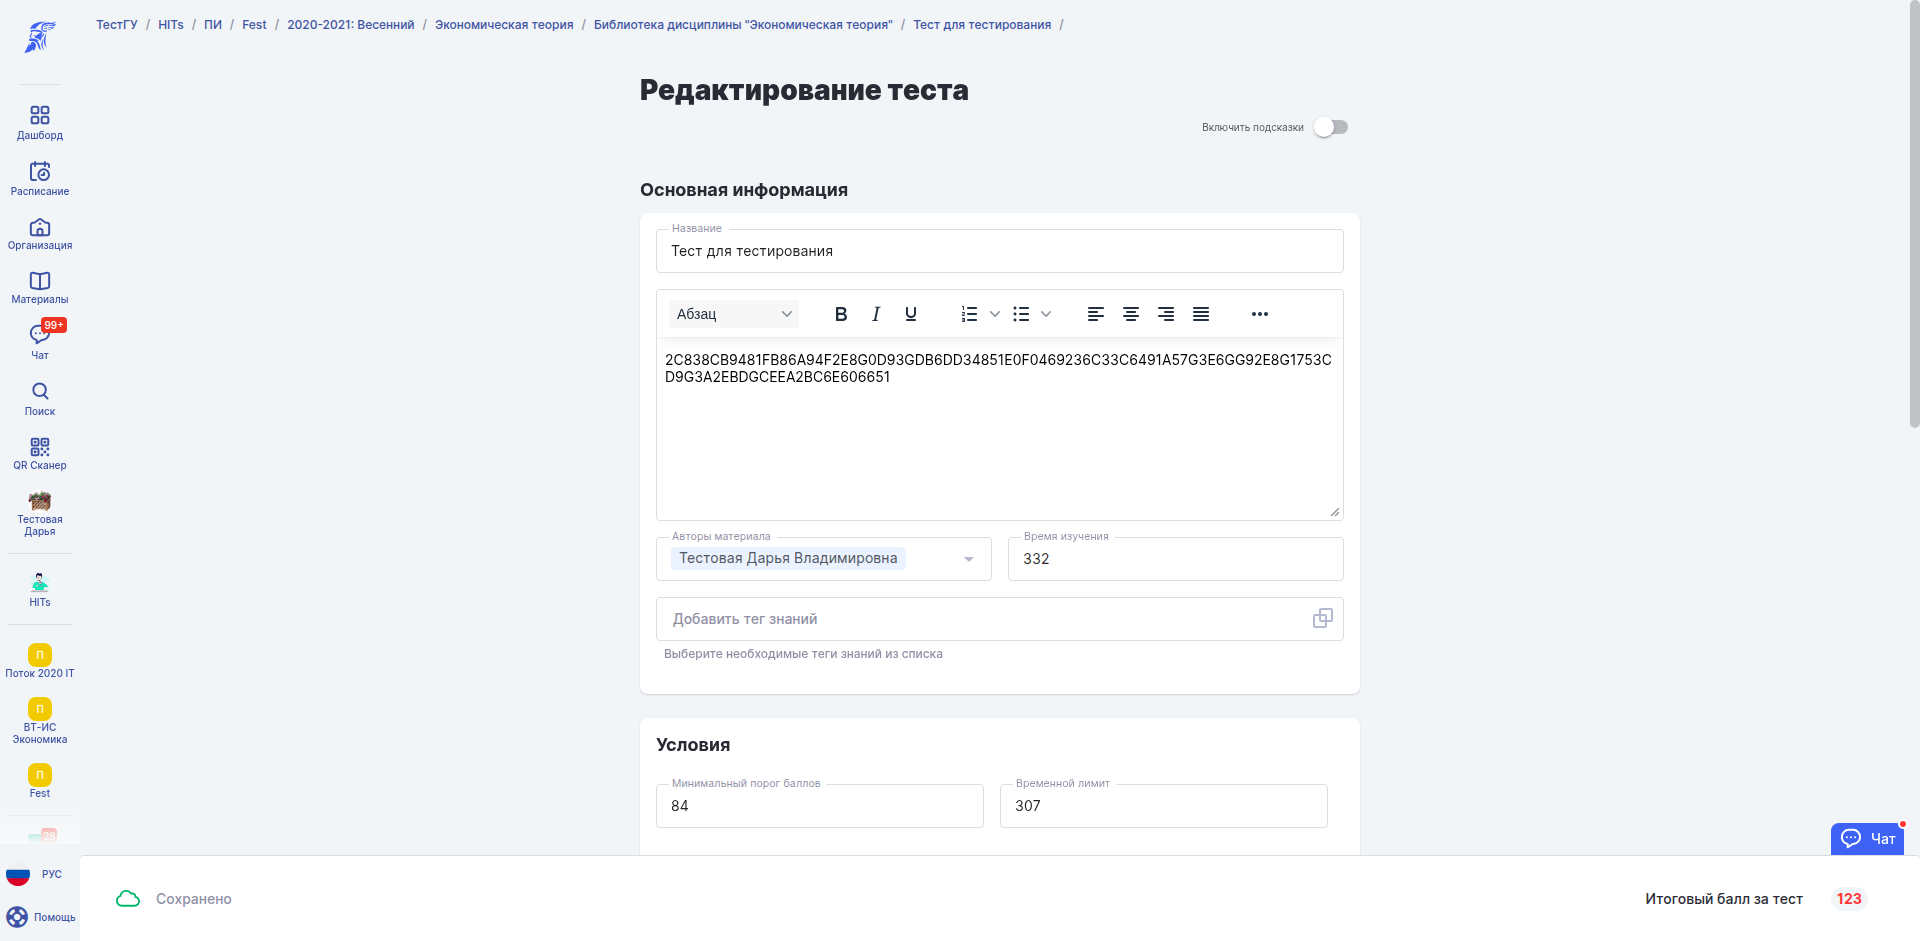 ТестГУ / HITs / ПИ / Fest / 2020-2021: Весенний / Экономическая теория / Библиотека дисциплины "Экономическая теория" / Тест для тестирования /
Дашборд
Расписание
Организация
Материалы
99+
Чат
Поиск
QR Сканер
Тестовая
Дарья
HITs
П
Поток 2020 IT
П
ВТ-ИС
Экономика
П
Fest
28
РУС
Помощь
Редактирование теста
Включить подсказки
Основная информация
Название
Тест для тестирования
Абзац
2C838CB9481FB86A94F2E8G0D93GDB6DD34851E0F0469236C33C6491A57G3E6GG92E8G1753C
D9G3A2EBDGCEEA2BC6E606651
Авторы материала
Тестовая Дарья Владимировна
Время изучения
332
Добавить тег знаний
Выберите необходимые теги знаний из списка
Условия
Минимальный порог баллов
84
Временной лимит
307
Чат
Сохранено
Итоговый балл за тест 123